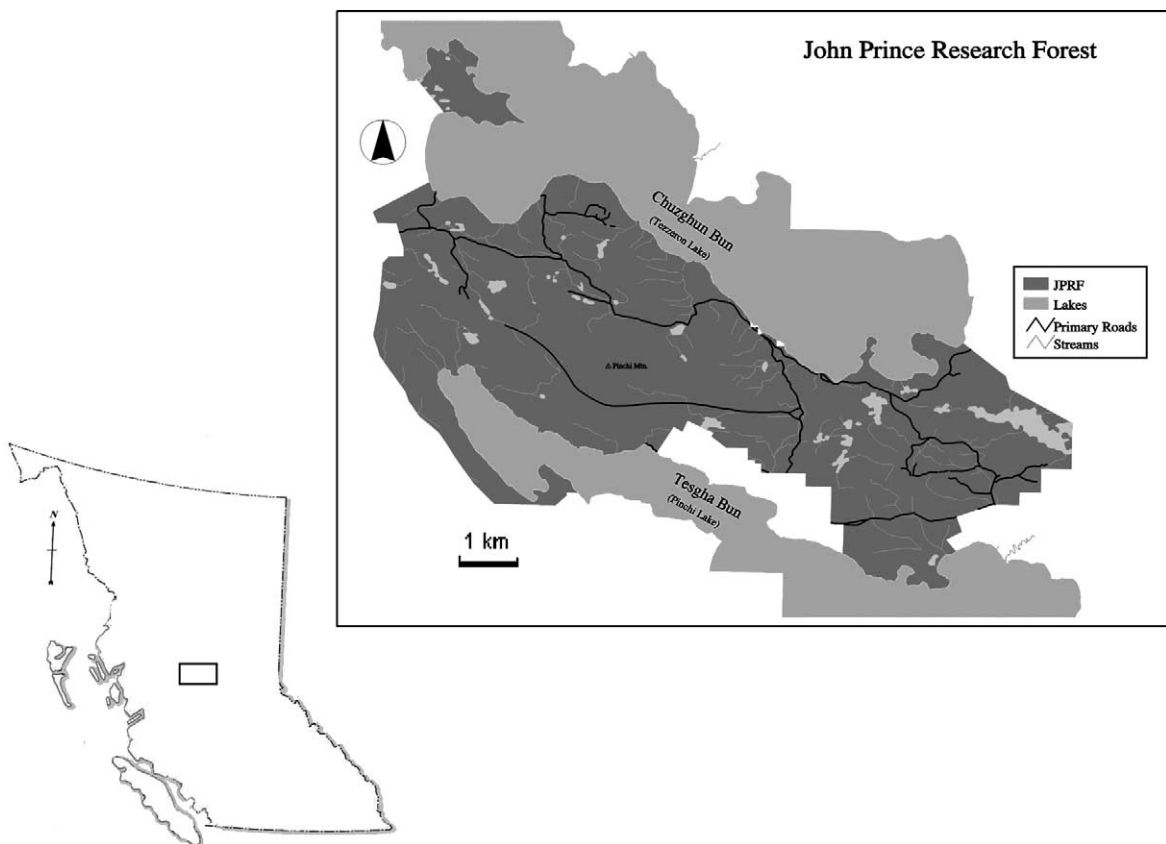 John Prince Research Forest
Chuzghun Bun
(Tezzeron Lake)
JPRF
Lakes
Primary Roads
Streams
Pinchi Mtn.
Tesgha Bun
(Pinchi Lake)
1 km
N